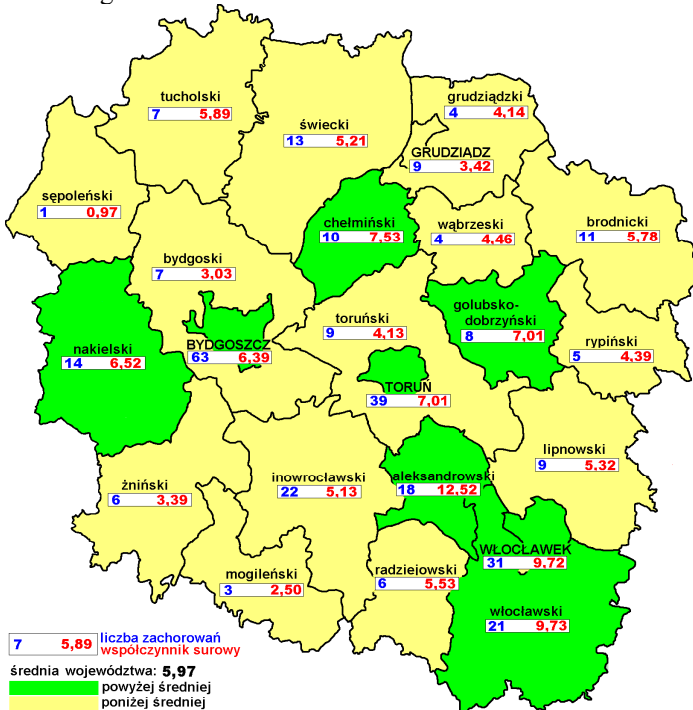 tucholski
7 5,89
świecki
13 5,21
grudziądzki
4 4,14
GRUDZIADZ
9 3,42
sępoleński
1 0,97
chełmiński
10 7,53
wąbrzeski
4 4,46
brodnicki
11 5,78
bydgoski
7 3,03
golubsko-
dobrzyński
8 7,01
toruński
9 4,13
BYDGOSZCZ
63 6,39
nakielski
14 6,52
rypiński
5 4,39
TORUŃ
39 7,01
lipnowski
9 5.32
żniński
6 3,39
inowrocławski
22 5,13
aleksandrowski
18 12,52
WŁOCŁAWEK
31 9,72
mogileński
3 2,50
radziejowski
6 5,53
włocławski
21 9,73
7 5,89 liczba zachorowań
współczynnik surowy
średnia województwa: 5,97
powyżej średniej
poniżej średniej